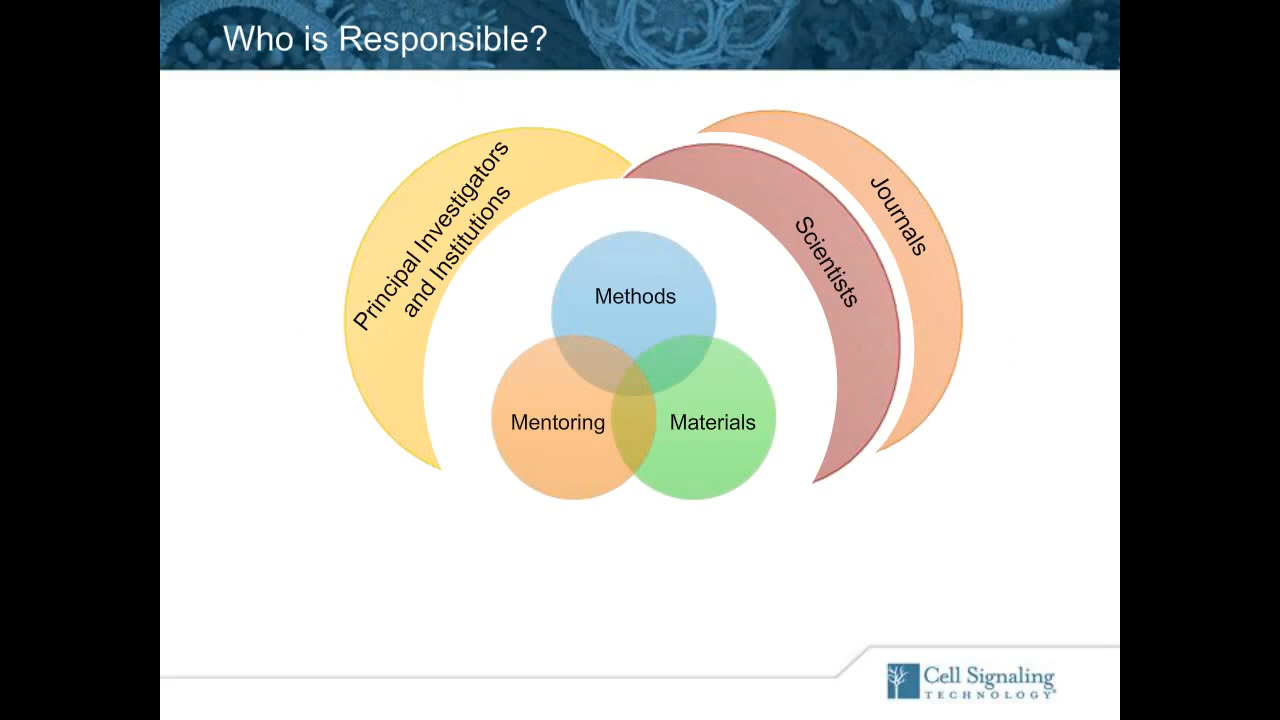 Who is Responsible?
Principal Investigators
and Institutions
Journals
Scientists
Methods
Mentoring
Materials
Cell Signaling
TECHNOLOGY®